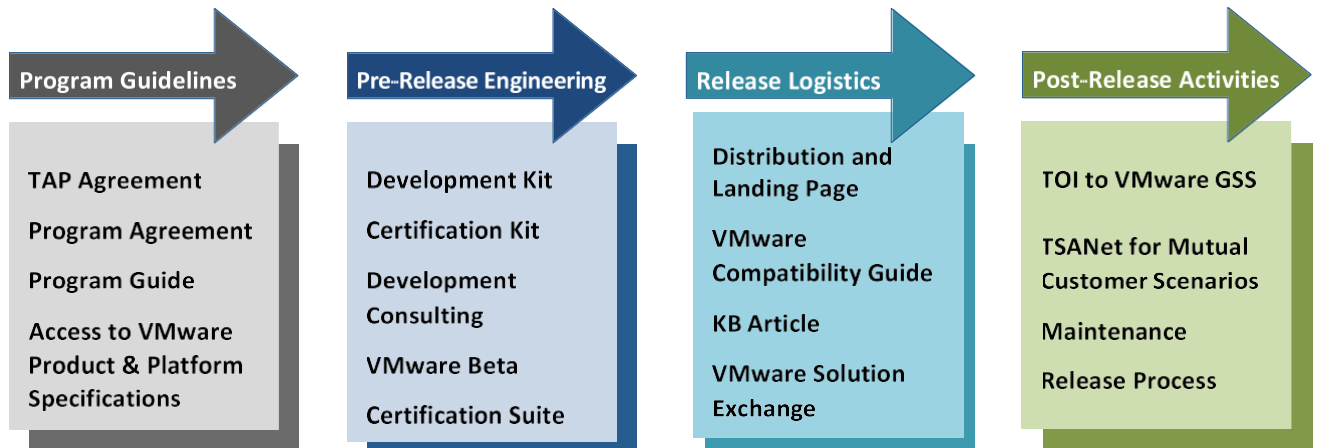 Program Guidelines
TAP Agreement
Program Agreement
Program Guide
Access to VMware
Product & Platform
Specifications
Pre-Release Engineering
Development Kit
Certification Kit
Development
Consulting
VMware Beta
Certification Suite
Release Logistics
Distribution and
Landing Page
VMware
Compatibility Guide
KB Article
VMware Solution
Exchange
Post-Release Activities
TOI to VMware GSS
TSANet for Mutual
Customer Scenarios
Maintenance
Release Process